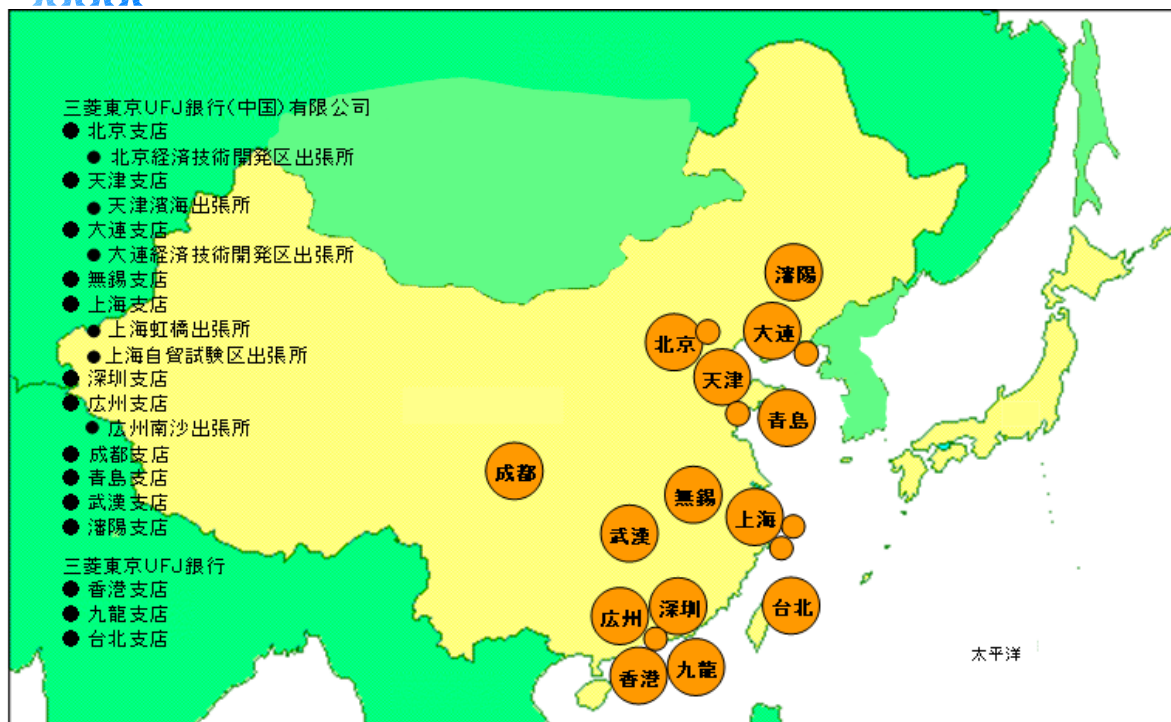 三菱東京UFJ銀行(中国)有限公司
● 北京支店
● 北京経済技術開発区出張所
● 天津支店
● 天津濱海出張所
● 大連支店
● 大連経済技術開発区出張所
● 無錫支店
● 上海支店
● 上海虹橋出張所
● 上海自貿試験区出張所
● 深圳支店
● 広州支店
● 広州南沙出張所
● 成都支店
● 青島支店
● 武漢支店
● 瀋陽支店
三菱東京UFJ銀行
● 香港支店
● 九龍支店
● 台北支店
瀋陽
大連
北京
天津
青島
成都
無錫
上海
武漢
広州
深圳
台北
香港
九龍
太平洋